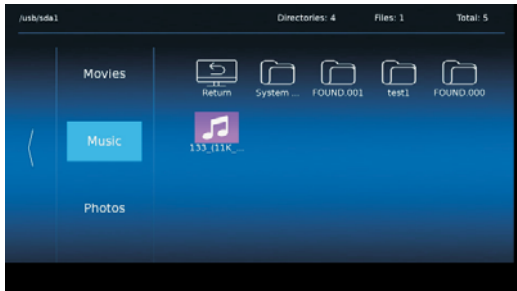 /usb/sda1 Directories: 4 Files: 1 Total: 5
Movies
Return System ... FOUND.001 test1 FOUND.000
Music
133_(11K_...
Photos